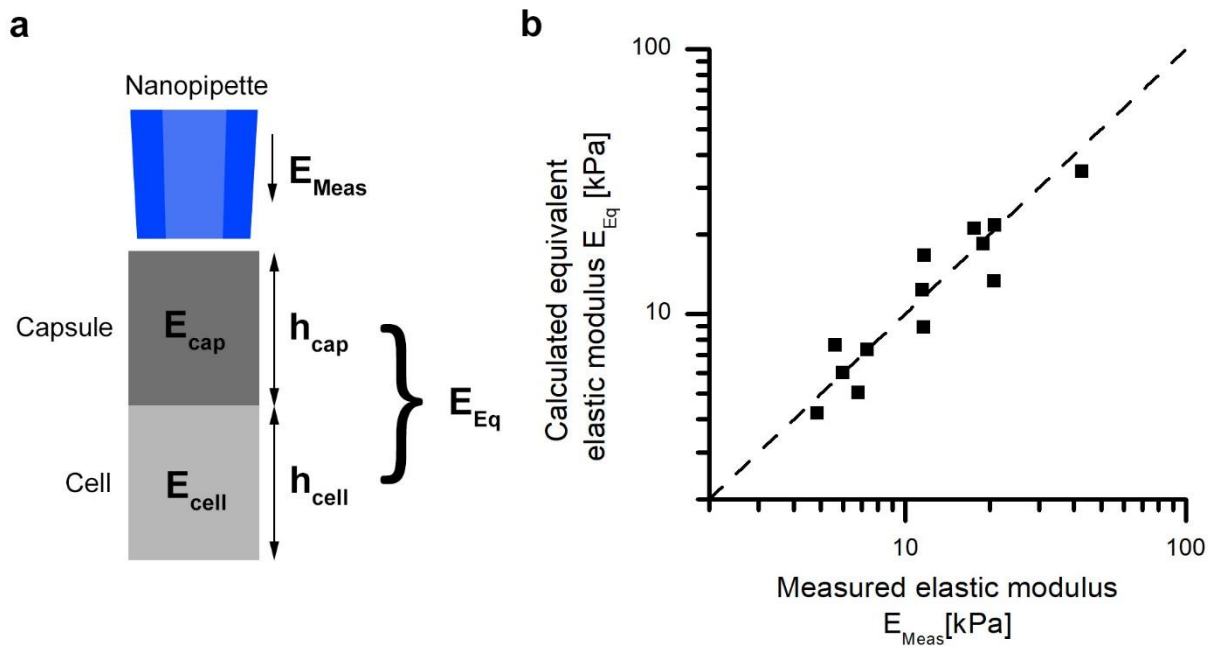 a
Nanopipette
E_Meas
Capsule
E_cap
h_cap
E_Eq
Cell
E_cell
h_cell
b
100
10
Calculated equivalent
elastic modulus E_Eq [kPa]
10
100
Measured elastic modulus
E_Meas[kPa]